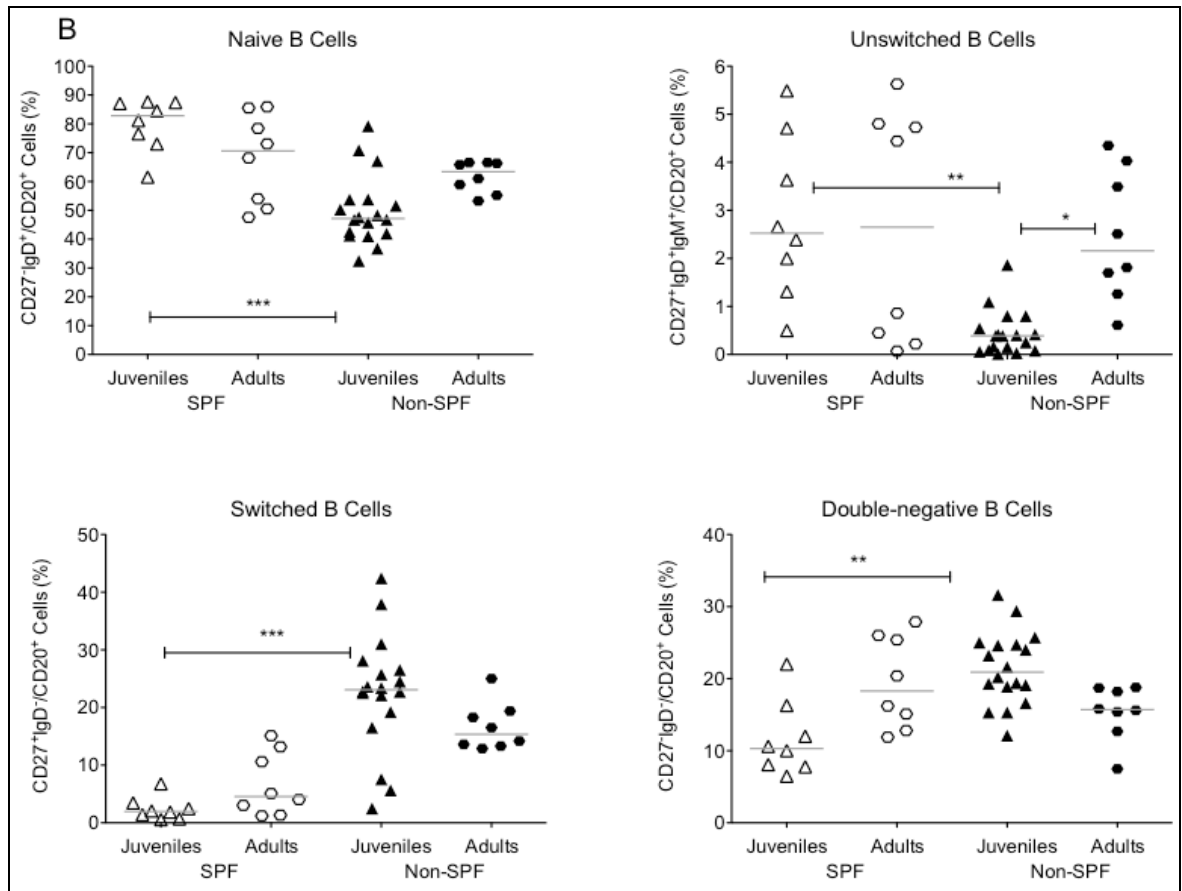 B
Naive B Cells
CD27⁻IgD⁺/CD20⁺ Cells (%)
100
90
80
70
60
50
40
30
20
10
0
***
Juveniles Adults Juveniles Adults
SPF Non-SPF
Unswitched B Cells
CD27⁺IgD⁺IgM⁺/CD20⁺ Cells (%)
6
5
4
3
2
1
0
**
*
Juveniles Adults Juveniles Adults
SPF Non-SPF
Switched B Cells
CD27⁺IgD⁻/CD20⁺ Cells (%)
50
40
30
20
10
0
***
Juveniles Adults Juveniles Adults
SPF Non-SPF
Double-negative B Cells
CD27⁻IgD⁻/CD20⁺ Cells (%)
40
30
20
10
0
**
Juveniles Adults Juveniles Adults
SPF Non-SPF